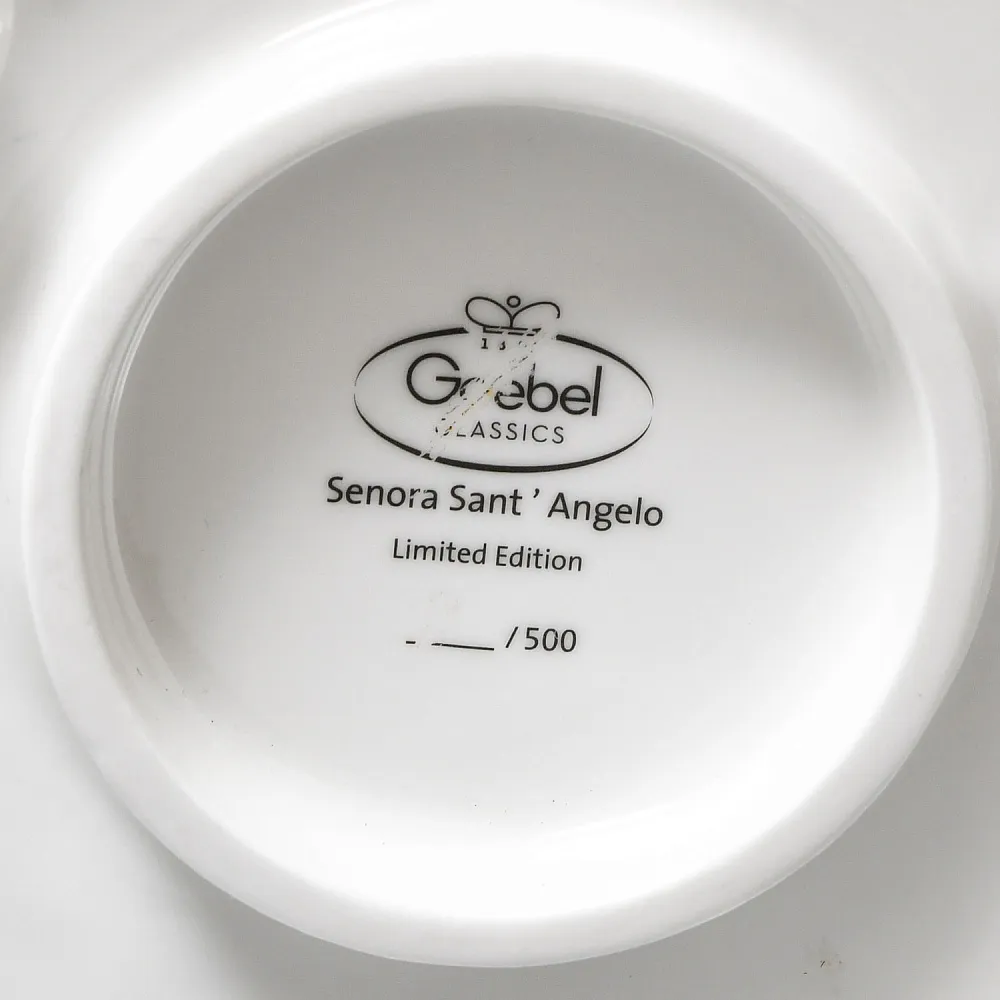 Goebel
CLASSICS
Senora Sant ’ Angelo
Limited Edition
/ 500